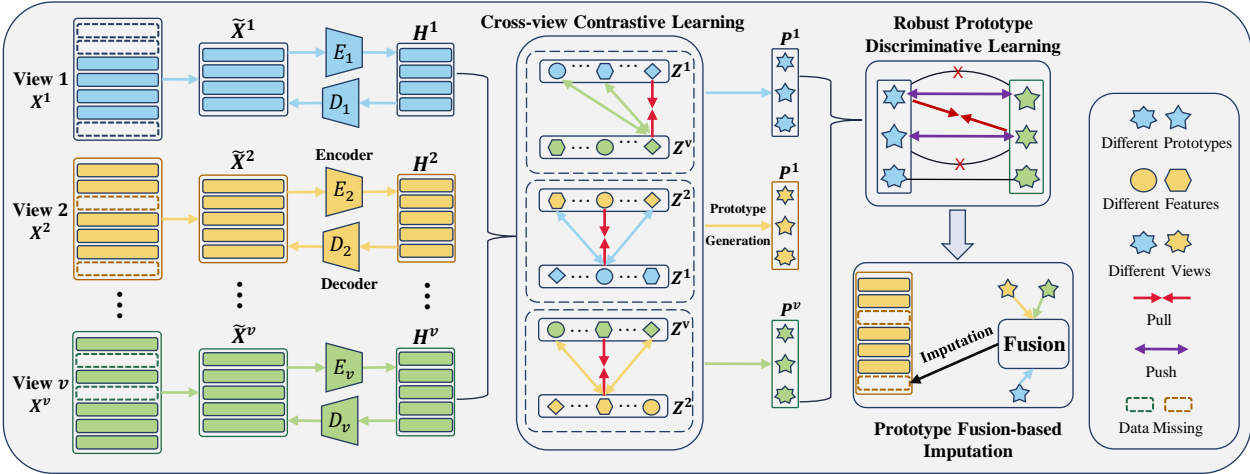 View 1
X¹
X̃¹
E₁
D₁
H¹
View 2
X²
X̃²
Encoder
E₂
D₂
Decoder
H²
View v
Xᵛ
X̃ᵛ
Eᵥ
Dᵥ
Hᵛ
Cross-view Contrastive Learning
Z¹
Zᵛ
Z²
Z¹
Zᵛ
Z²
Prototype
Generation
P¹
P¹
Pᵛ
Robust Prototype
Discriminative Learning
X
X
Imputation
Fusion
Prototype Fusion-based
Imputation
Different Prototypes
Different Features
Different Views
Pull
Push
Data Missing